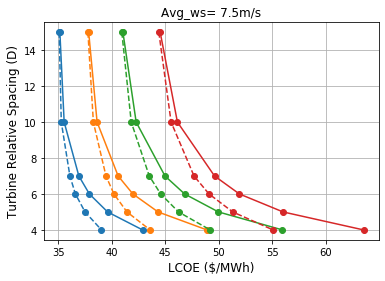 Avg_ws= 7.5m/s
Turbine Relative Spacing (D)
14
12
10
8
6
4
35 40 45 50 55 60
LCOE ($/MWh)